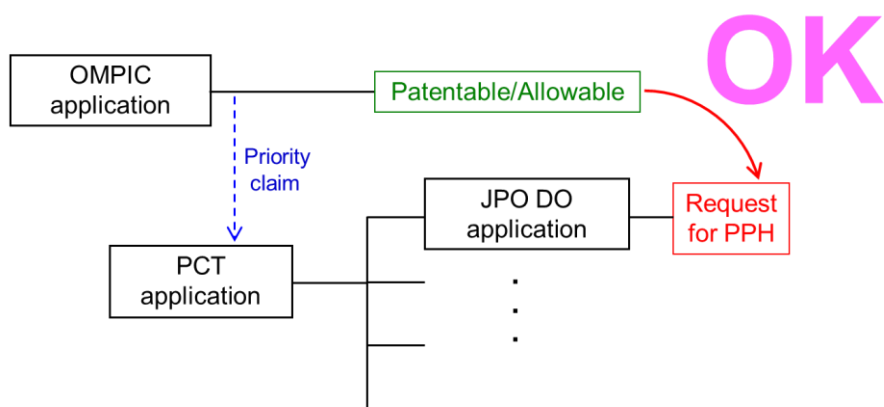 OK
OMPIC
application
Patentable/Allowable
Priority
claim
JPO DO
application
Request
for PPH
PCT
application